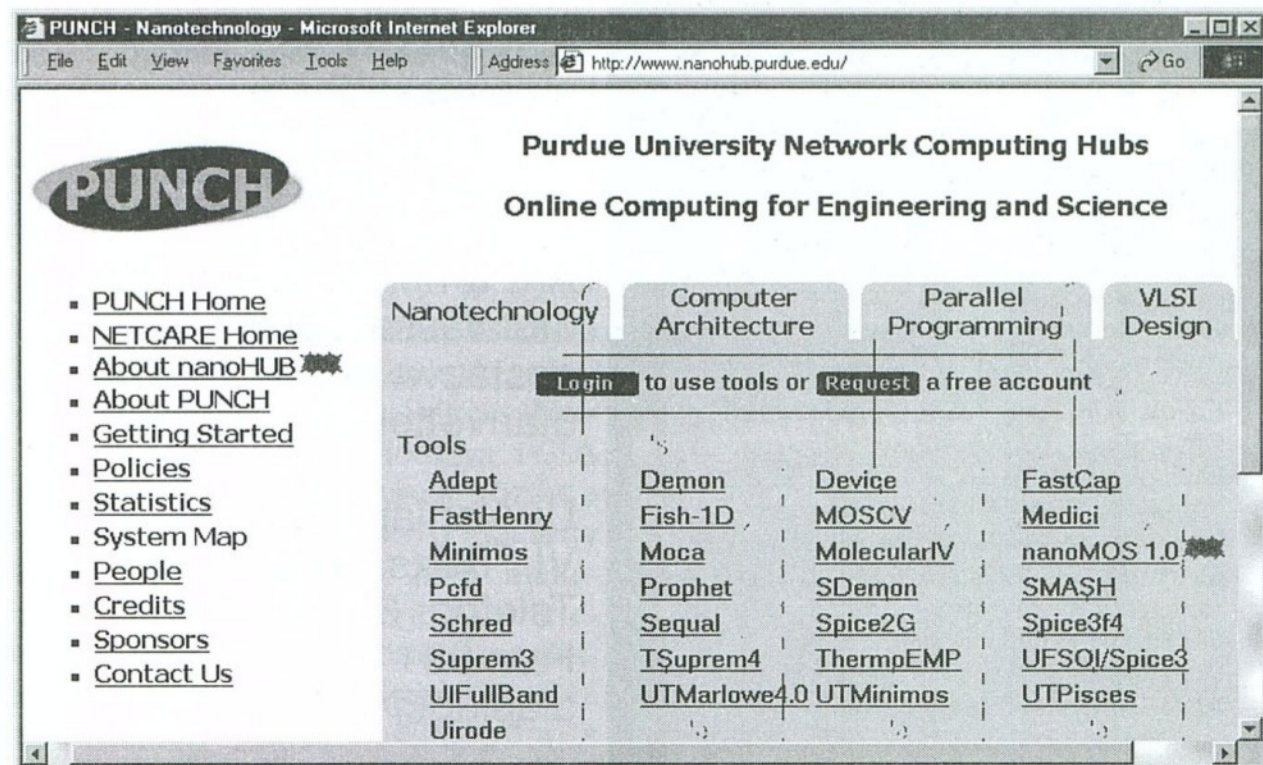 PUNCH - Nanotechnology - Microsoft Internet Explorer
File Edit View Favorites Tools Help Address http://www.nanohub.purdue.edu/ Go
PUNCH
Purdue University Network Computing Hubs
Online Computing for Engineering and Science
PUNCH Home
NETCARE Home
About nanoHUB
About PUNCH
Getting Started
Policies
Statistics
System Map
People
Credits
Sponsors
Contact Us
Nanotechnology
Computer
Architecture
Parallel
Programming
VLSI
Design
Login to use tools or Request a free account
Tools
Adept Demon Device FastCap
FastHenry Fish-1D MOSCV Medici
Minimos Moca MolecularIV nanoMOS 1.0
Pcfd Prophet SDemon SMASH
Schred Sequal Spice2G Spice3f4
Suprem3 TSuprem4 ThermoEMP UFSOI/Spice3
UIFullBand UTMarlowe4.0 UTMinimos UTPisces
Uirode